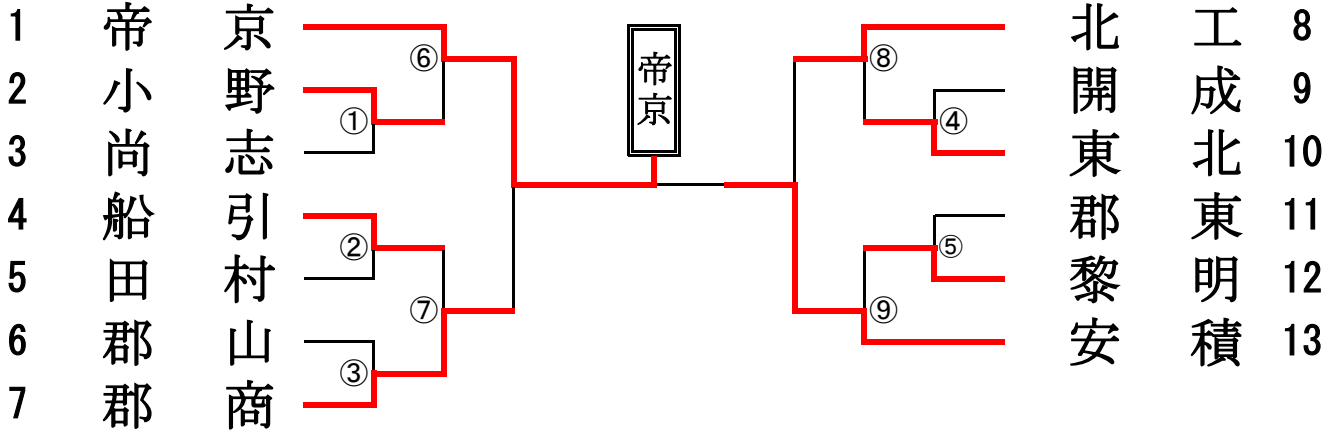 1 帝 京
2 小 野
3 尚 志
4 船 引
5 田 村
6 郡 山
7 郡 商
⑥
①
②
⑦
③
帝京
⑧
④
⑤
⑨
北 工 8
開 成 9
東 北 10
郡 東 11
黎 明 12
安 積 13